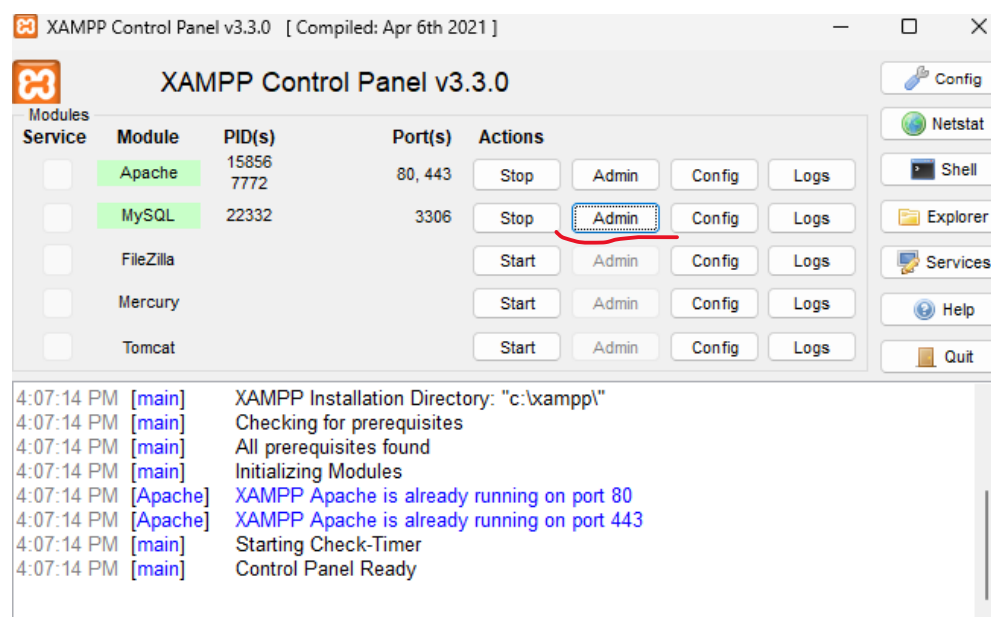 XAMPP Control Panel v3.3.0 [ Compiled: Apr 6th 2021 ]
XAMPP Control Panel v3.3.0
Config
Modules
Service Module PID(s) Port(s) Actions
Netstat
Apache 15856 7772 80, 443 Stop Admin Config Logs
Shell
MySQL 22332 3306 Stop Admin Config Logs
Explorer
FileZilla Start Admin Config Logs
Services
Mercury Start Admin Config Logs
Help
Tomcat Start Admin Config Logs
Quit
4:07:14 PM [main] XAMPP Installation Directory: "c:\xampp\"
4:07:14 PM [main] Checking for prerequisites
4:07:14 PM [main] All prerequisites found
4:07:14 PM [main] Initializing Modules
4:07:14 PM [Apache] XAMPP Apache is already running on port 80
4:07:14 PM [Apache] XAMPP Apache is already running on port 443
4:07:14 PM [main] Starting Check-Timer
4:07:14 PM [main] Control Panel Ready